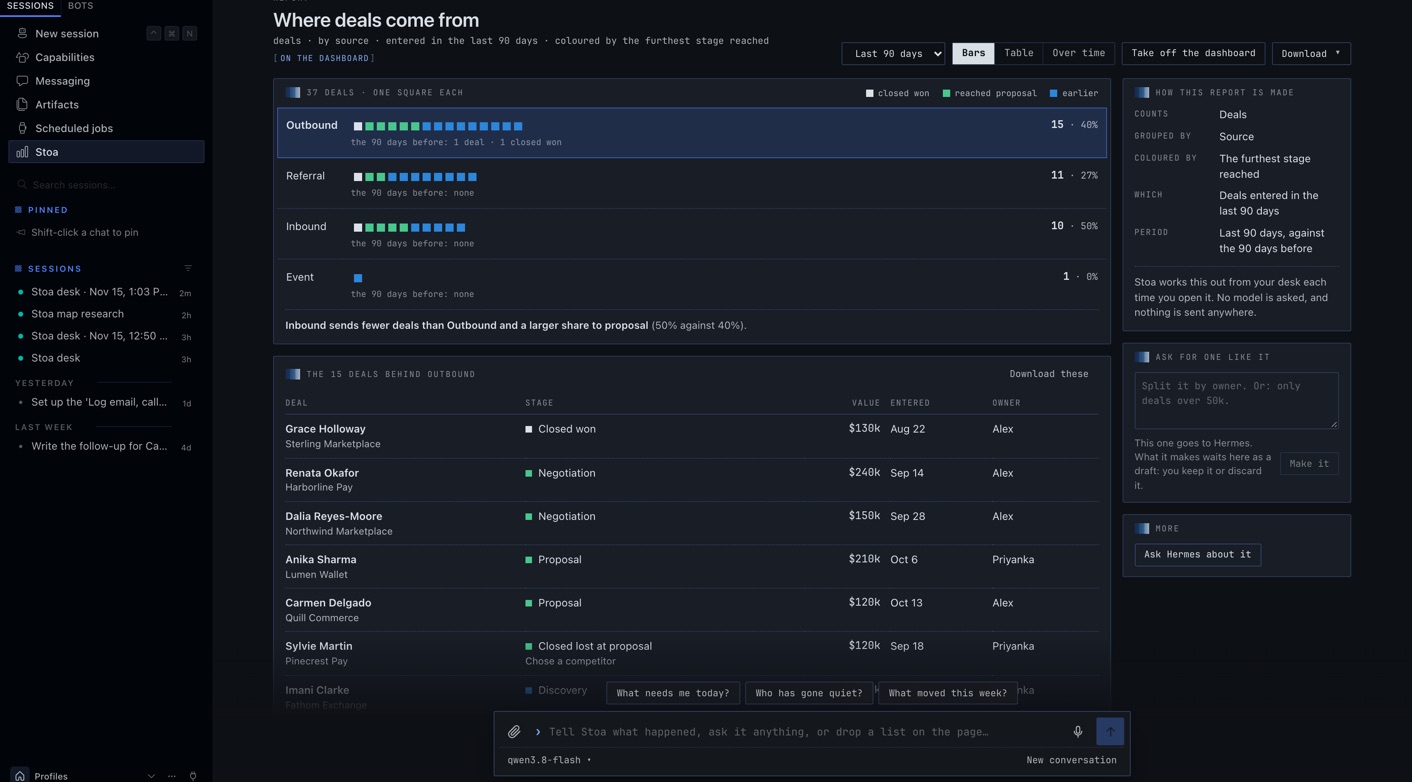 SESSIONS BOTS
New session ^ ⌘ N
Capabilities
Messaging
Artifacts
Scheduled jobs
Stoa
Search sessions...
PINNED
Shift-click a chat to pin
SESSIONS
Stoa desk · Nov 15, 1:03 P... 2m
Stoa map research 2h
Stoa desk · Nov 15, 12:50 ... 3h
Stoa desk 3h
YESTERDAY
Set up the 'Log email, call... 1d
LAST WEEK
Write the follow-up for Ca... 4d
Profiles
Where deals come from
deals · by source · entered in the last 90 days · coloured by the furthest stage reached
[ON THE DASHBOARD]
Last 90 days Bars Table Over time Take off the dashboard Download
37 DEALS · ONE SQUARE EACH closed won reached proposal earlier
Outbound 15 · 40%
the 90 days before: 1 deal · 1 closed won
Referral 11 · 27%
the 90 days before: none
Inbound 10 · 50%
the 90 days before: none
Event 1 · 0%
the 90 days before: none
Inbound sends fewer deals than Outbound and a larger share to proposal (50% against 40%).
THE 15 DEALS BEHIND OUTBOUND Download these
DEAL STAGE VALUE ENTERED OWNER
Grace Holloway Closed won $130k Aug 22 Alex
Sterling Marketplace
Renata Okafor Negotiation $240k Sep 14 Alex
Harborline Pay
Dalia Reyes-Moore Negotiation $150k Sep 28 Alex
Northwind Marketplace
Anika Sharma Proposal $210k Oct 6 Priyanka
Lumen Wallet
Carmen Delgado Proposal $120k Oct 13 Alex
Quill Commerce
Sylvie Martin Closed lost at proposal $120k Sep 18 Priyanka
Pinecrest Pay Chose a competitor
Imani Clarke Discovery
Fathom Exchange
What needs me today? Who has gone quiet? What moved this week?
Tell Stoa what happened, ask it anything, or drop a list on the page…
qwen3.8-flash New conversation
HOW THIS REPORT IS MADE
COUNTS Deals
GROUPED BY Source
COLOURED BY The furthest stage
reached
WHICH Deals entered in the
last 90 days
PERIOD Last 90 days, against
the 90 days before
Stoa works this out from your desk each
time you open it. No model is asked, and
nothing is sent anywhere.
ASK FOR ONE LIKE IT
Split it by owner. Or: only
deals over 50k.
This one goes to Hermes.
What it makes waits here as a
draft: you keep it or discard
it.
Make it
MORE
Ask Hermes about it